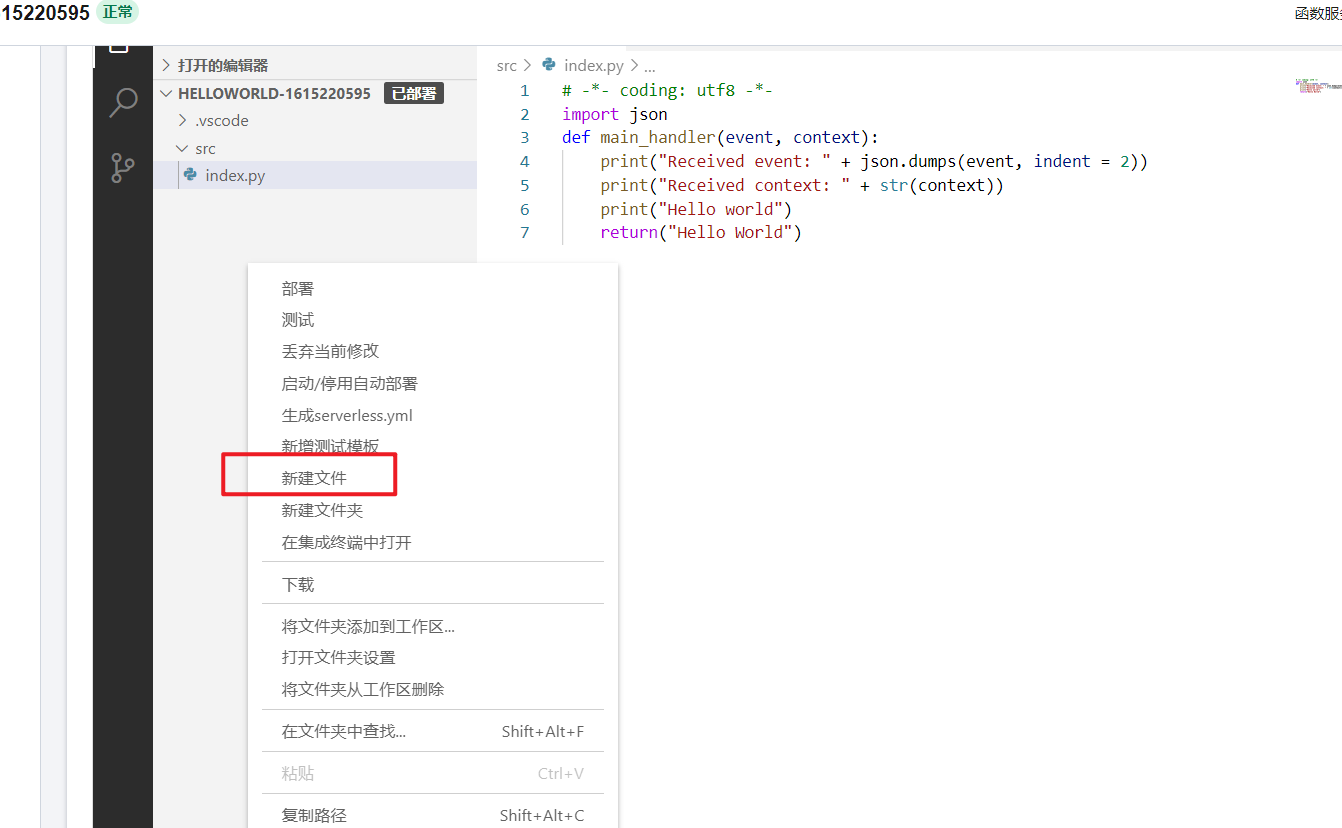 15220595 正常
函数服
打开的编辑器
HELLOWORLD-1615220595 已部署
.vscode
src
index.py
src > index.py > ...
1 # -*- coding: utf8 -*-
2 import json
3 def main_handler(event, context):
4 print("Received event: " + json.dumps(event, indent = 2))
5 print("Received context: " + str(context))
6 print("Hello world")
7 return("Hello World")
部署
测试
丢弃当前修改
启动/停用自动部署
生成serverless.yml
新增测试模板
新建文件
新建文件夹
在集成终端中打开
下载
将文件夹添加到工作区...
打开文件夹设置
将文件夹从工作区删除
在文件夹中查找... Shift+Alt+F
粘贴 Ctrl+V
复制路径 Shift+Alt+C